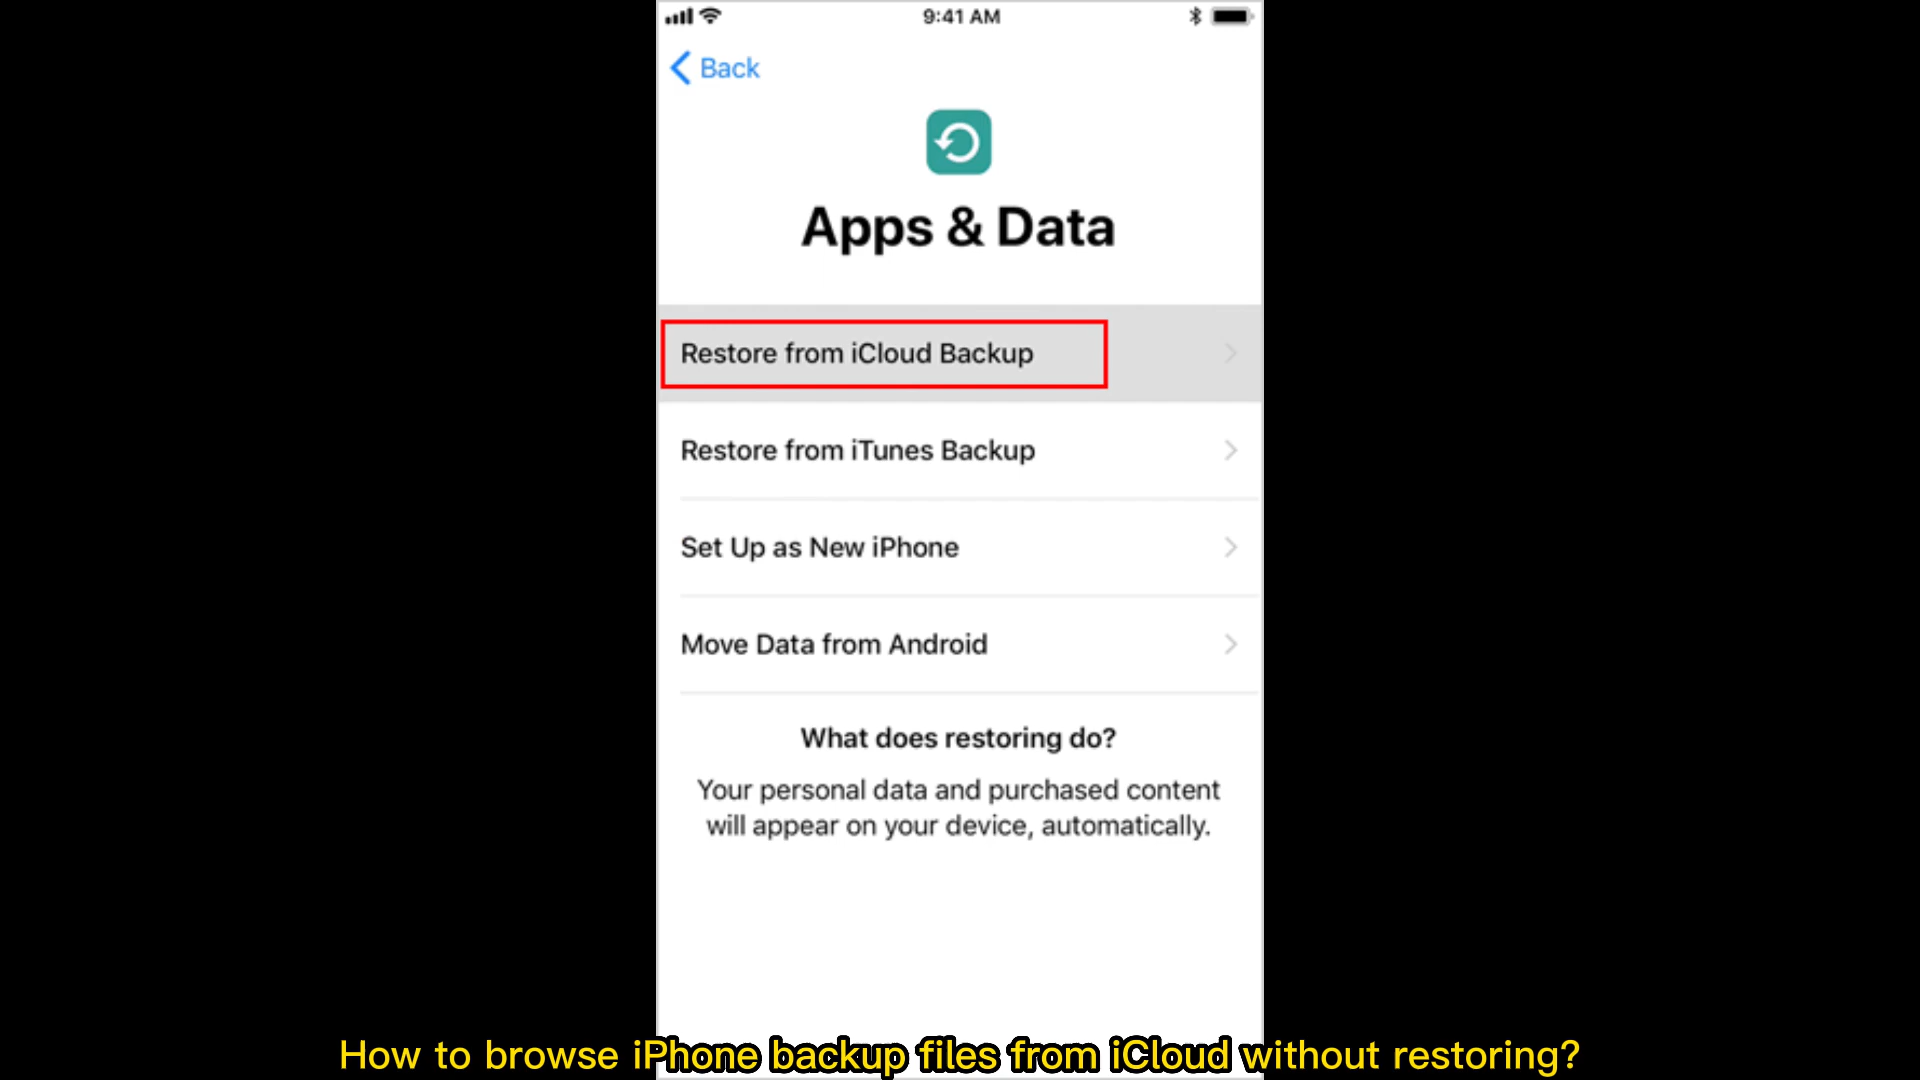 9:41 AM
Back
Apps & Data
Restore from iCloud Backup
Restore from iTunes Backup
Set Up as New iPhone
Move Data from Android
What does restoring do?
Your personal data and purchased content
will appear on your device, automatically.
How to browse iPhone backup files from iCloud without restoring?